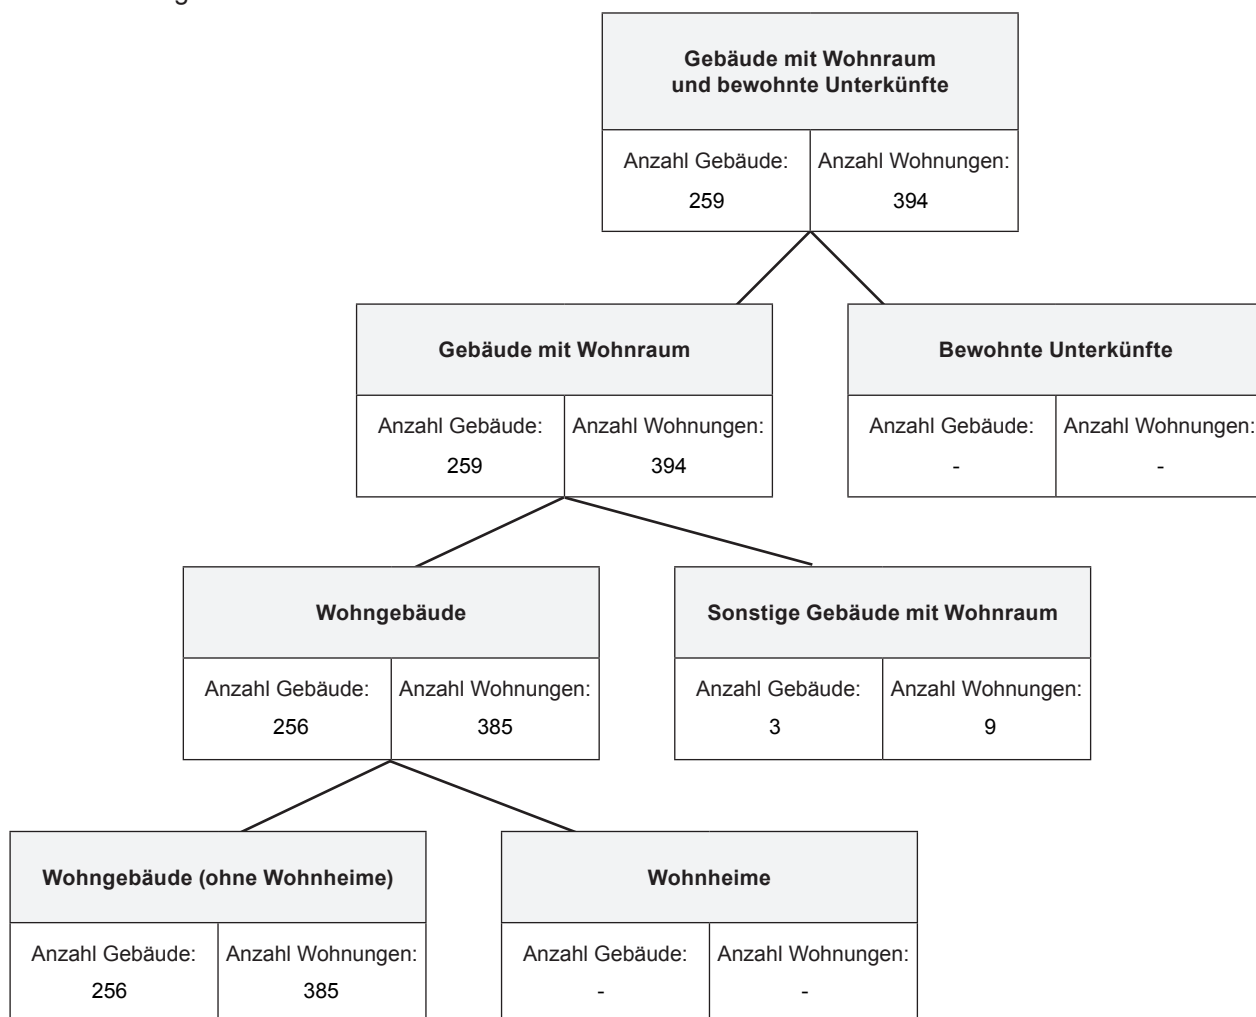 Gebäude mit Wohnraum
und bewohnte Unterkünfte
Anzahl Gebäude: Anzahl Wohnungen:
259 394
Gebäude mit Wohnraum
Anzahl Gebäude: Anzahl Wohnungen:
259 394
Bewohnte Unterkünfte
Anzahl Gebäude: Anzahl Wohnungen:
- -
Wohngebäude
Anzahl Gebäude: Anzahl Wohnungen:
256 385
Sonstige Gebäude mit Wohnraum
Anzahl Gebäude: Anzahl Wohnungen:
3 9
Wohngebäude (ohne Wohnheime)
Anzahl Gebäude: Anzahl Wohnungen:
256 385
Wohnheime
Anzahl Gebäude: Anzahl Wohnungen:
- -